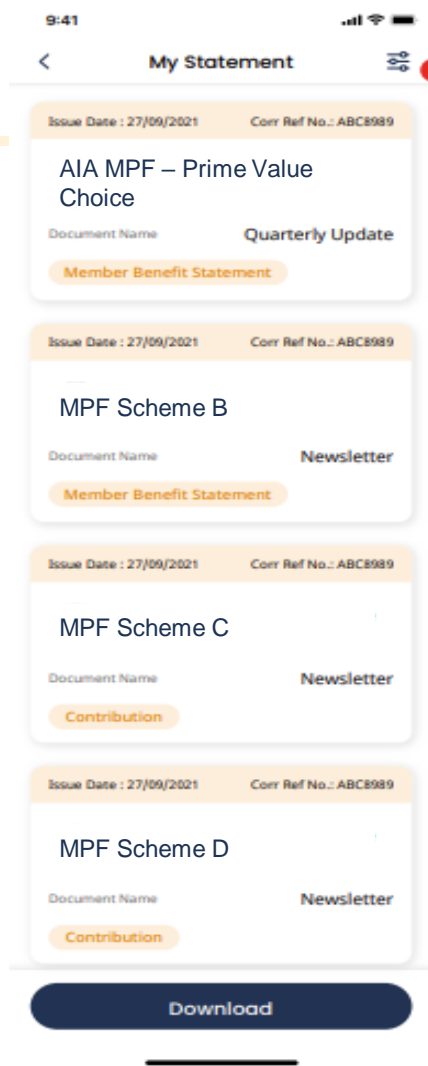 9:41
My Statement
Issue Date : 27/09/2021 Corr Ref No.: ABC8989
AIA MPF – Prime Value
Choice
Document Name Quarterly Update
Member Benefit Statement
Issue Date : 27/09/2021 Corr Ref No.: ABC8989
MPF Scheme B
Document Name Newsletter
Member Benefit Statement
Issue Date : 27/09/2021 Corr Ref No.: ABC8989
MPF Scheme C
Document Name Newsletter
Contribution
Issue Date : 27/09/2021 Corr Ref No.: ABC8989
MPF Scheme D
Document Name Newsletter
Contribution
Download